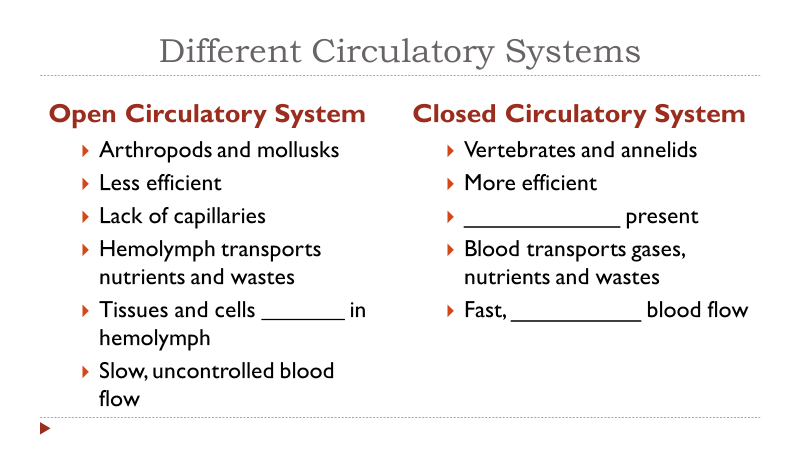 Different Circulatory Systems
Open Circulatory System
Arthropods and mollusks
Less efficient
Lack of capillaries
Hemolymph transports
nutrients and wastes
Tissues and cells _______ in
hemolymph
Slow, uncontrolled blood
flow
Closed Circulatory System
Vertebrates and annelids
More efficient
_____________ present
Blood transports gases,
nutrients and wastes
Fast, ___________ blood flow